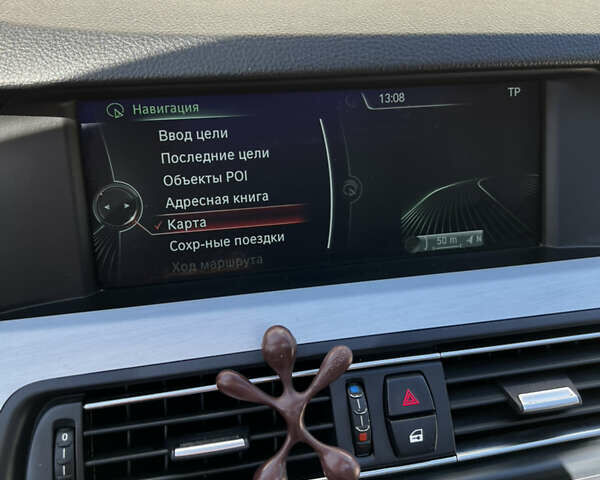 Навигация
13:08
TP
Ввод цели
Последние цели
Объекты POI
Адресная книга
Карта
Сохр-ные поездки
Ход маршрута
50 m
N
0